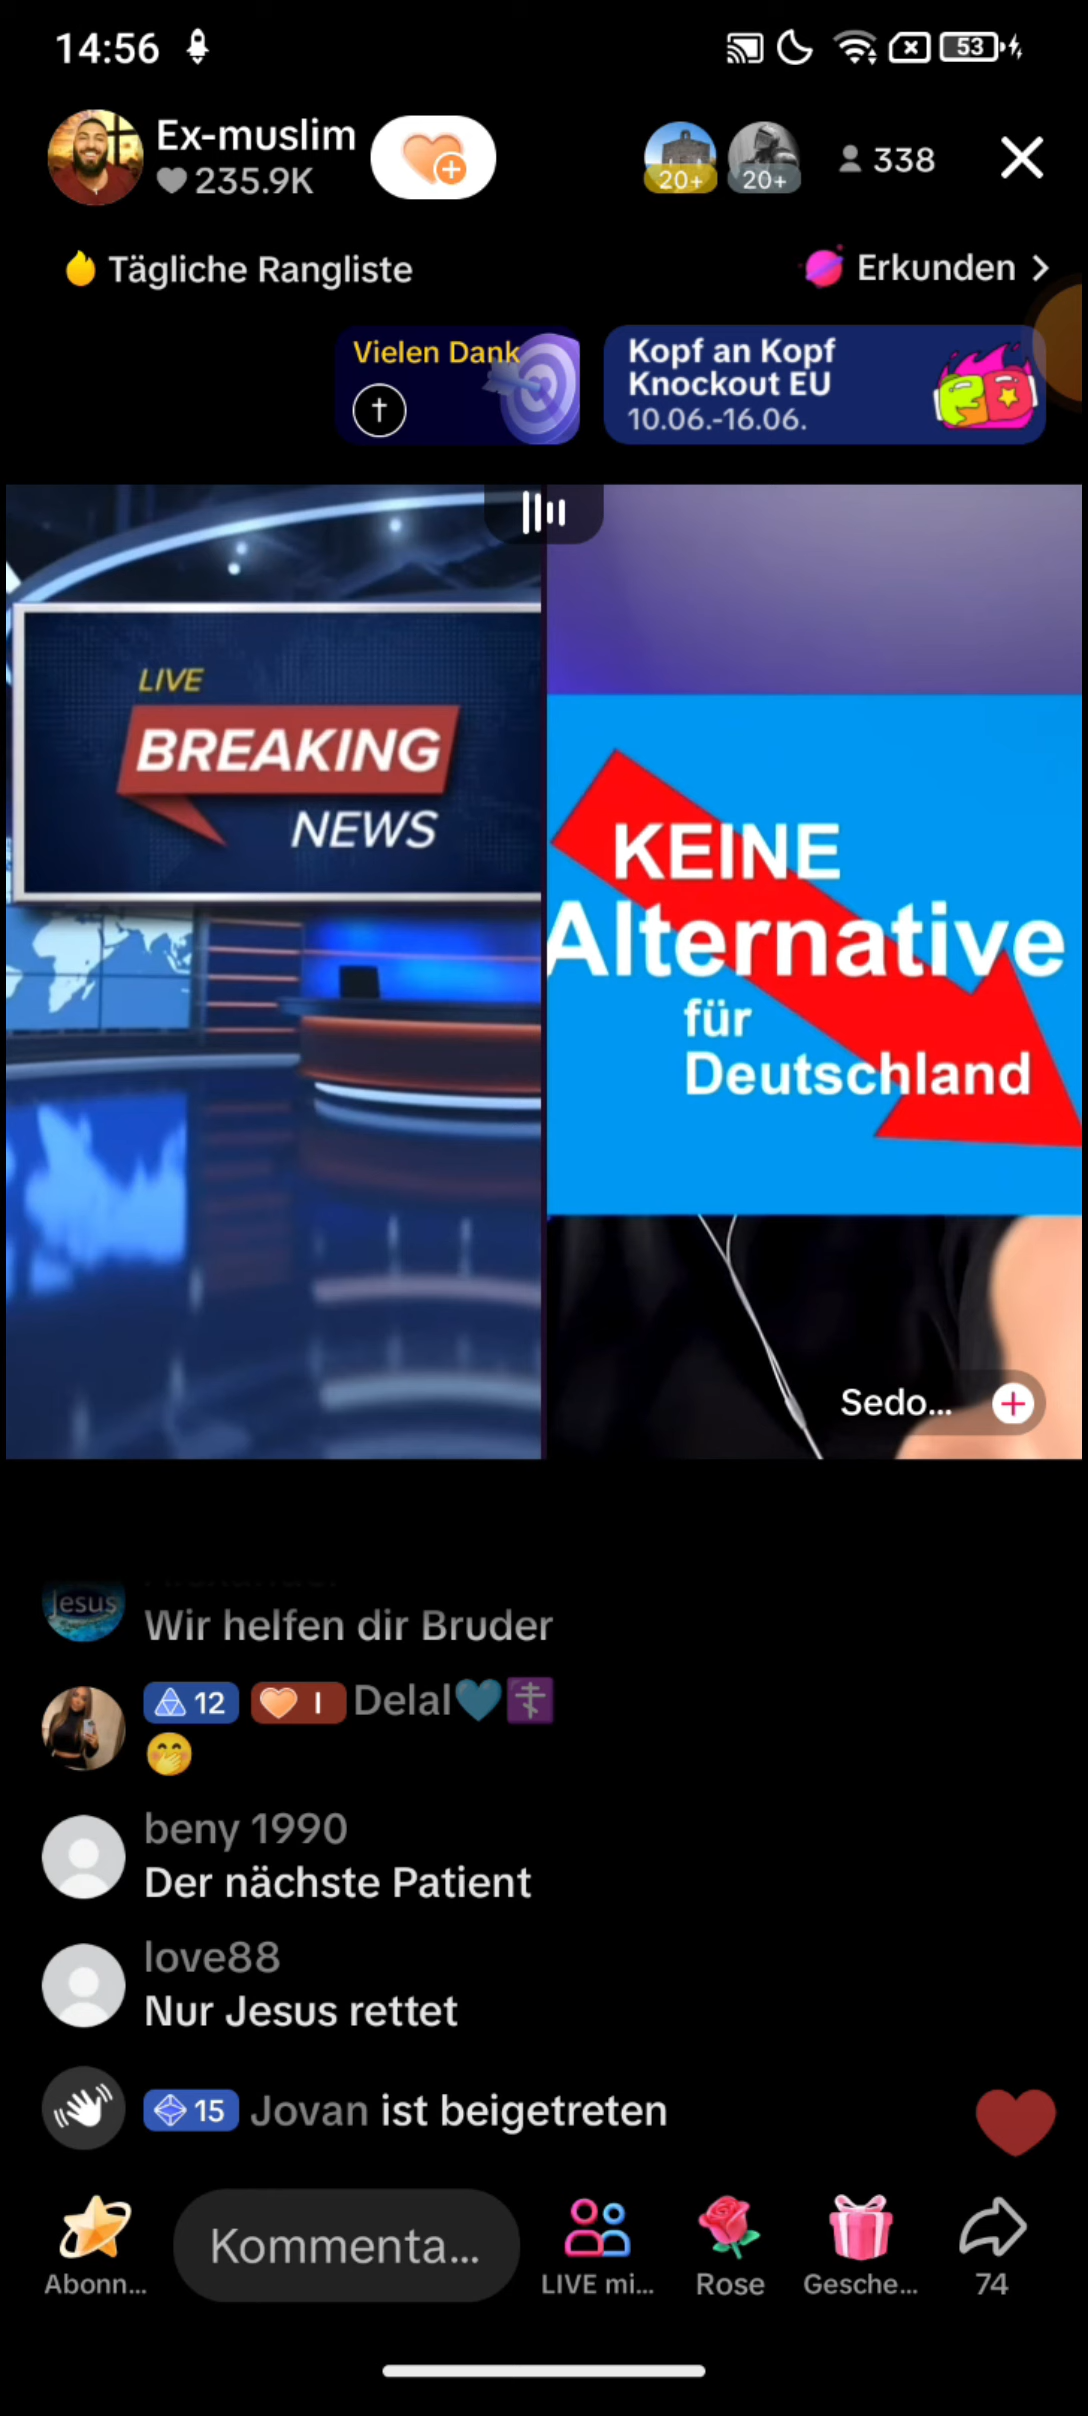 14:56
53
Ex-muslim
235.9K
20+
20+
338
Tägliche Rangliste
Erkunden
Vielen Dank
Kopf an Kopf
Knockout EU
10.06.-16.06.
LIVE
BREAKING
NEWS
KEINE
Alternative
für
Deutschland
Sedo...
Jesus
Wir helfen dir Bruder
12 I Delal
beny 1990
Der nächste Patient
love88
Nur Jesus rettet
15 Jovan ist beigetreten
Kommenta...
Abonn...
LIVE mi...
Rose
Gesche...
74